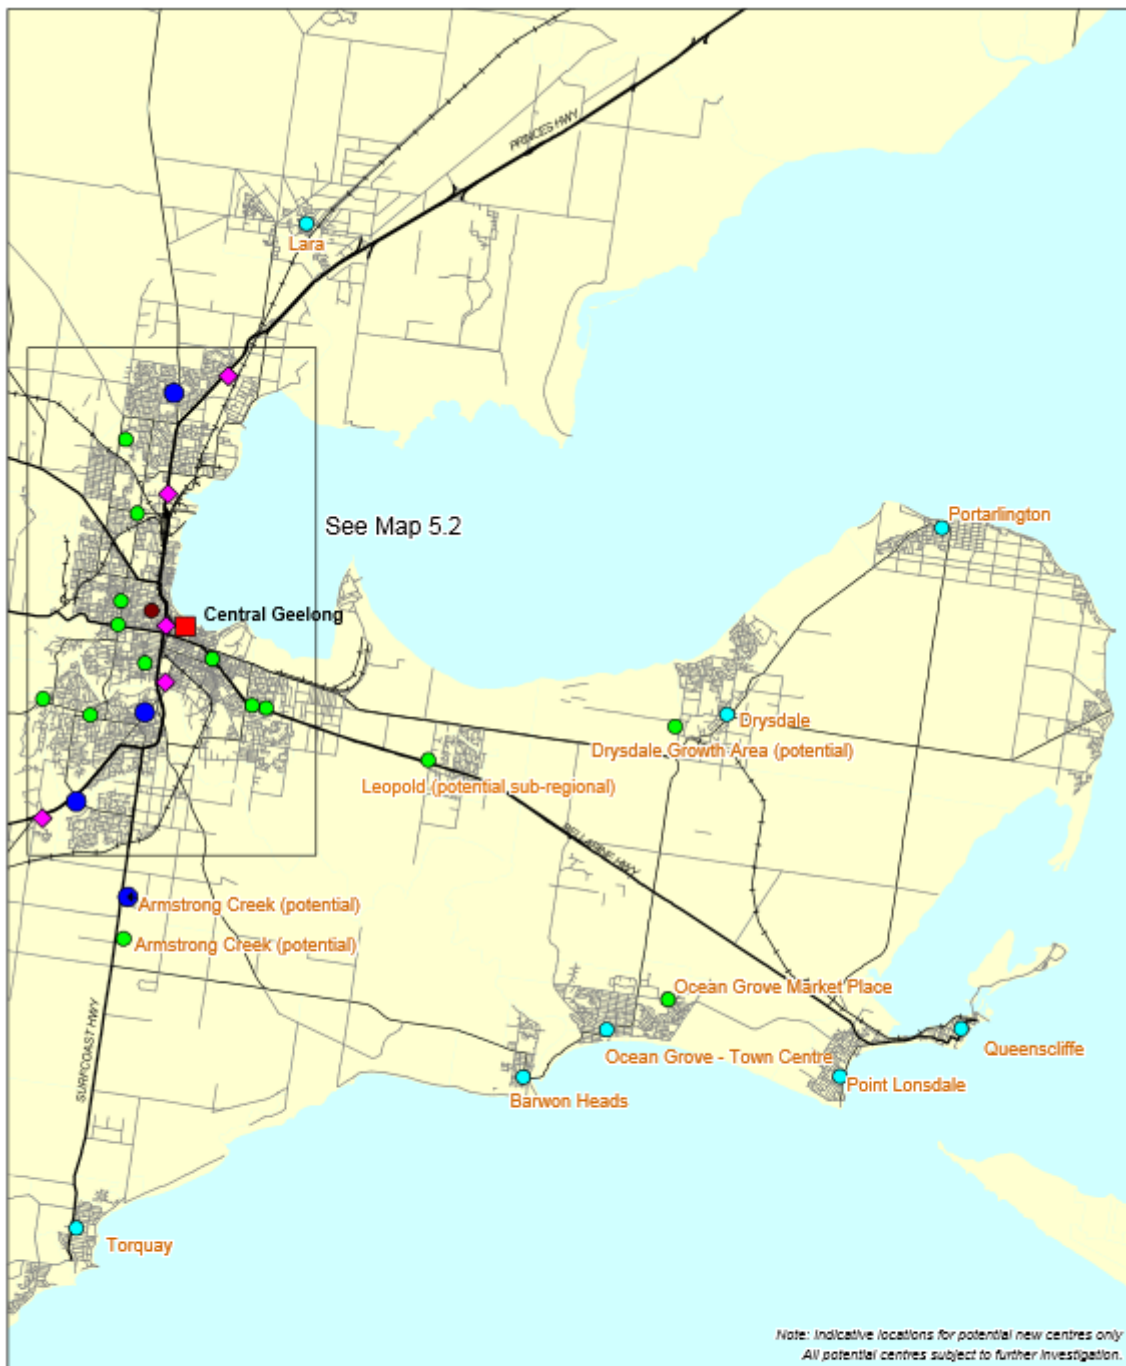 PRINCES HWY
Lara
See Map 5.2
Portarlington
Central Geelong
Drysdale
Drysdale Growth Area (potential)
Leopold (potential sub-regional)
BELLARINE HWY
Armstrong Creek (potential)
Armstrong Creek (potential)
Ocean Grove Market Place
SURFCOAST HWY
Ocean Grove - Town Centre
Queenscliffe
Point Lonsdale
Barwon Heads
Torquay
Note: Indicative locations for potential new centres only
All potential centres subject to further investigation.